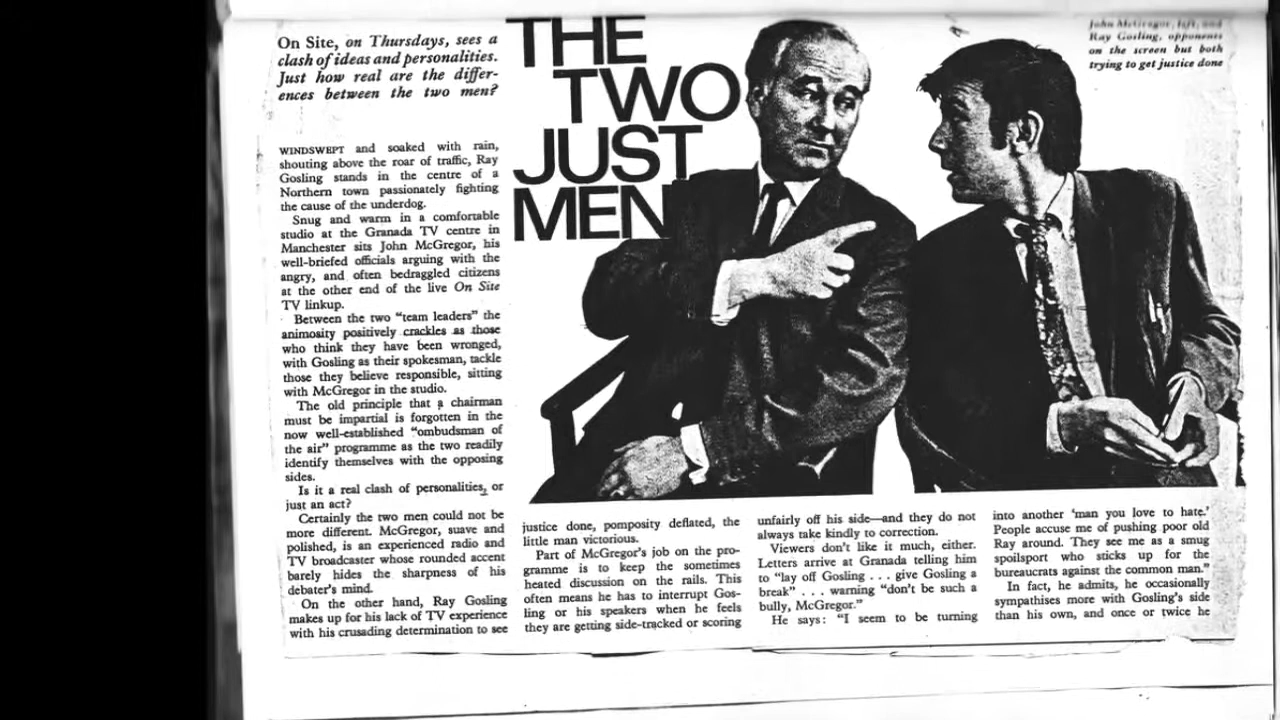 On Site, on Thursdays, sees a
clash of ideas and personalities.
Just how real are the differ-
ences between the two men?
THE
TWO
JUST
MEN
John McGregor, left, and
Ray Gosling, opponents
on the screen but both
trying to get justice done
WINDSWEPT and soaked with rain,
shouting above the roar of traffic, Ray
Gosling stands in the centre of a
Northern town passionately fighting
the cause of the underdog.
Snug and warm in a comfortable
studio at the Granada TV centre in
Manchester sits John McGregor, his
well-briefed officials arguing with the
angry, and often bedraggled citizens
at the other end of the live On Site
TV linkup.
Between the two "team leaders" the
animosity positively crackles as those
who think they have been wronged,
with Gosling as their spokesman, tackle
those they believe responsible, sitting
with McGregor in the studio.
The old principle that a chairman
must be impartial is forgotten in the
now well-established "ombudsman of
the air" programme as the two readily
identify themselves with the opposing
sides.
Is it a real clash of personalities, or
just an act?
Certainly the two men could not be
more different. McGregor, suave and
polished, is an experienced radio and
TV broadcaster whose rounded accent
barely hides the sharpness of his
debater's mind.
On the other hand, Ray Gosling
makes up for his lack of TV experience
with his crusading determination to see
justice done, pomposity deflated, the
little man victorious.
Part of McGregor's job on the pro-
gramme is to keep the sometimes
heated discussion on the rails. This
often means he has to interrupt Gos-
ling or his speakers when he feels
they are getting side-tracked or scoring
unfairly off his side—and they do not
always take kindly to correction.
Viewers don't like it much, either.
Letters arrive at Granada telling him
to "lay off Gosling . . . give Gosling a
break" . . . warning "don't be such a
bully, McGregor."
He says: "I seem to be turning
into another 'man you love to hate.'
People accuse me of pushing poor old
Ray around. They see me as a smug
spoilsport who sticks up for the
bureaucrats against the common man."
In fact, he admits, he occasionally
sympathises more with Gosling's side
than his own, and once or twice he